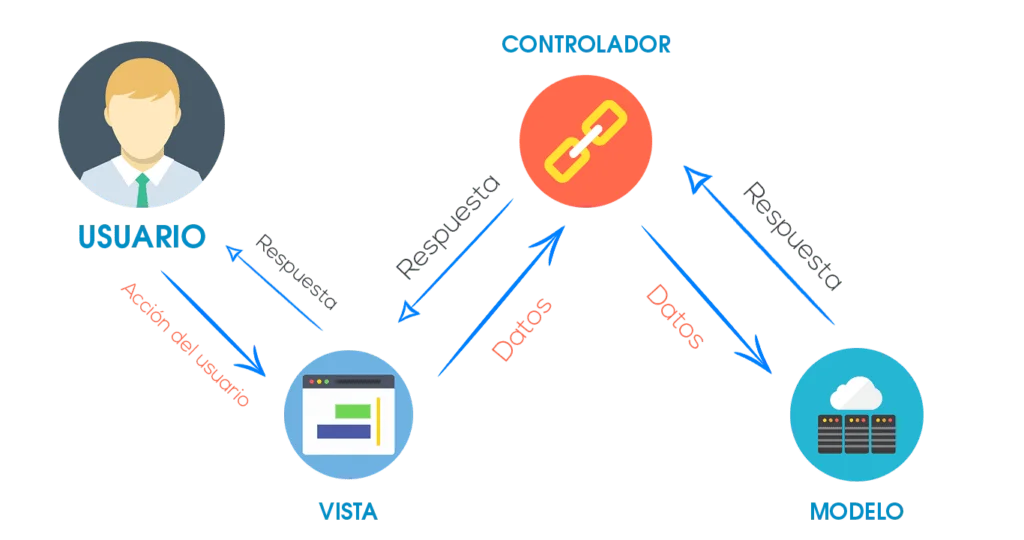 CONTROLADOR
USUARIO
Respuesta
Acción del usuario
Respuesta
Datos
Respuesta
Datos
VISTA
MODELO